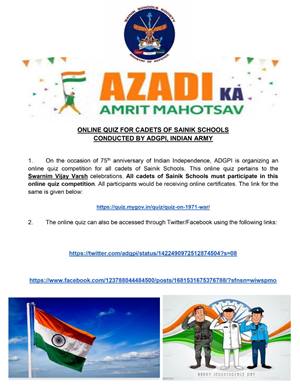 SAINIK SCHOOLS SOCIETY
AZADI KA
AMRIT MAHOTSAV
ONLINE QUIZ FOR CADETS OF SAINIK SCHOOLS
CONDUCTED BY ADGPI, INDIAN ARMY
1. On the occasion of 75th anniversary of Indian Independence, ADGPI is organizing an
online quiz competition for all cadets of Sainik Schools. This online quiz pertains to the
Swarnim Vijay Varsh celebrations. All cadets of Sainik Schools must participate in this
online quiz competition. All participants would be receiving online certificates. The link for the
same is given below:
https://quiz.mygov.in/quiz/quiz-on-1971-war/
2. The online quiz can also be accessed through Twitter/Facebook using the following links:
https://twitter.com/adgpi/status/1422490972512874504?s=08
https://www.facebook.com/123788044484500/posts/1681531675376788/?sfnsn=wiwspmo
HAPPY INDEPENDENCE DAY